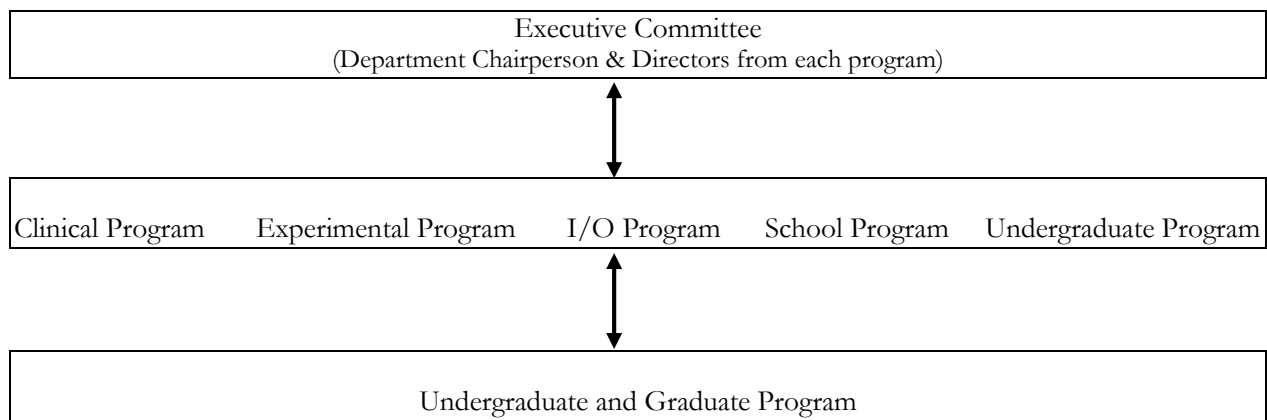 Executive Committee
(Department Chairperson & Directors from each program)
Clinical Program Experimental Program I/O Program School Program Undergraduate Program
Undergraduate and Graduate Program